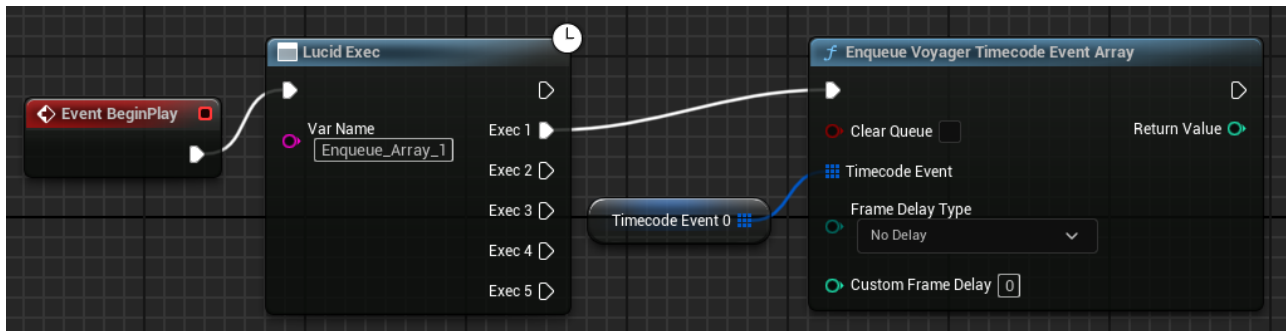 Lucid Exec
Enqueue Voyager Timecode Event Array
Event BeginPlay
Var Name
Enqueue_Array_1
Exec 1
Exec 2
Exec 3
Exec 4
Exec 5
Timecode Event 0
Clear Queue
Return Value
Timecode Event
Frame Delay Type
No Delay
Custom Frame Delay 0